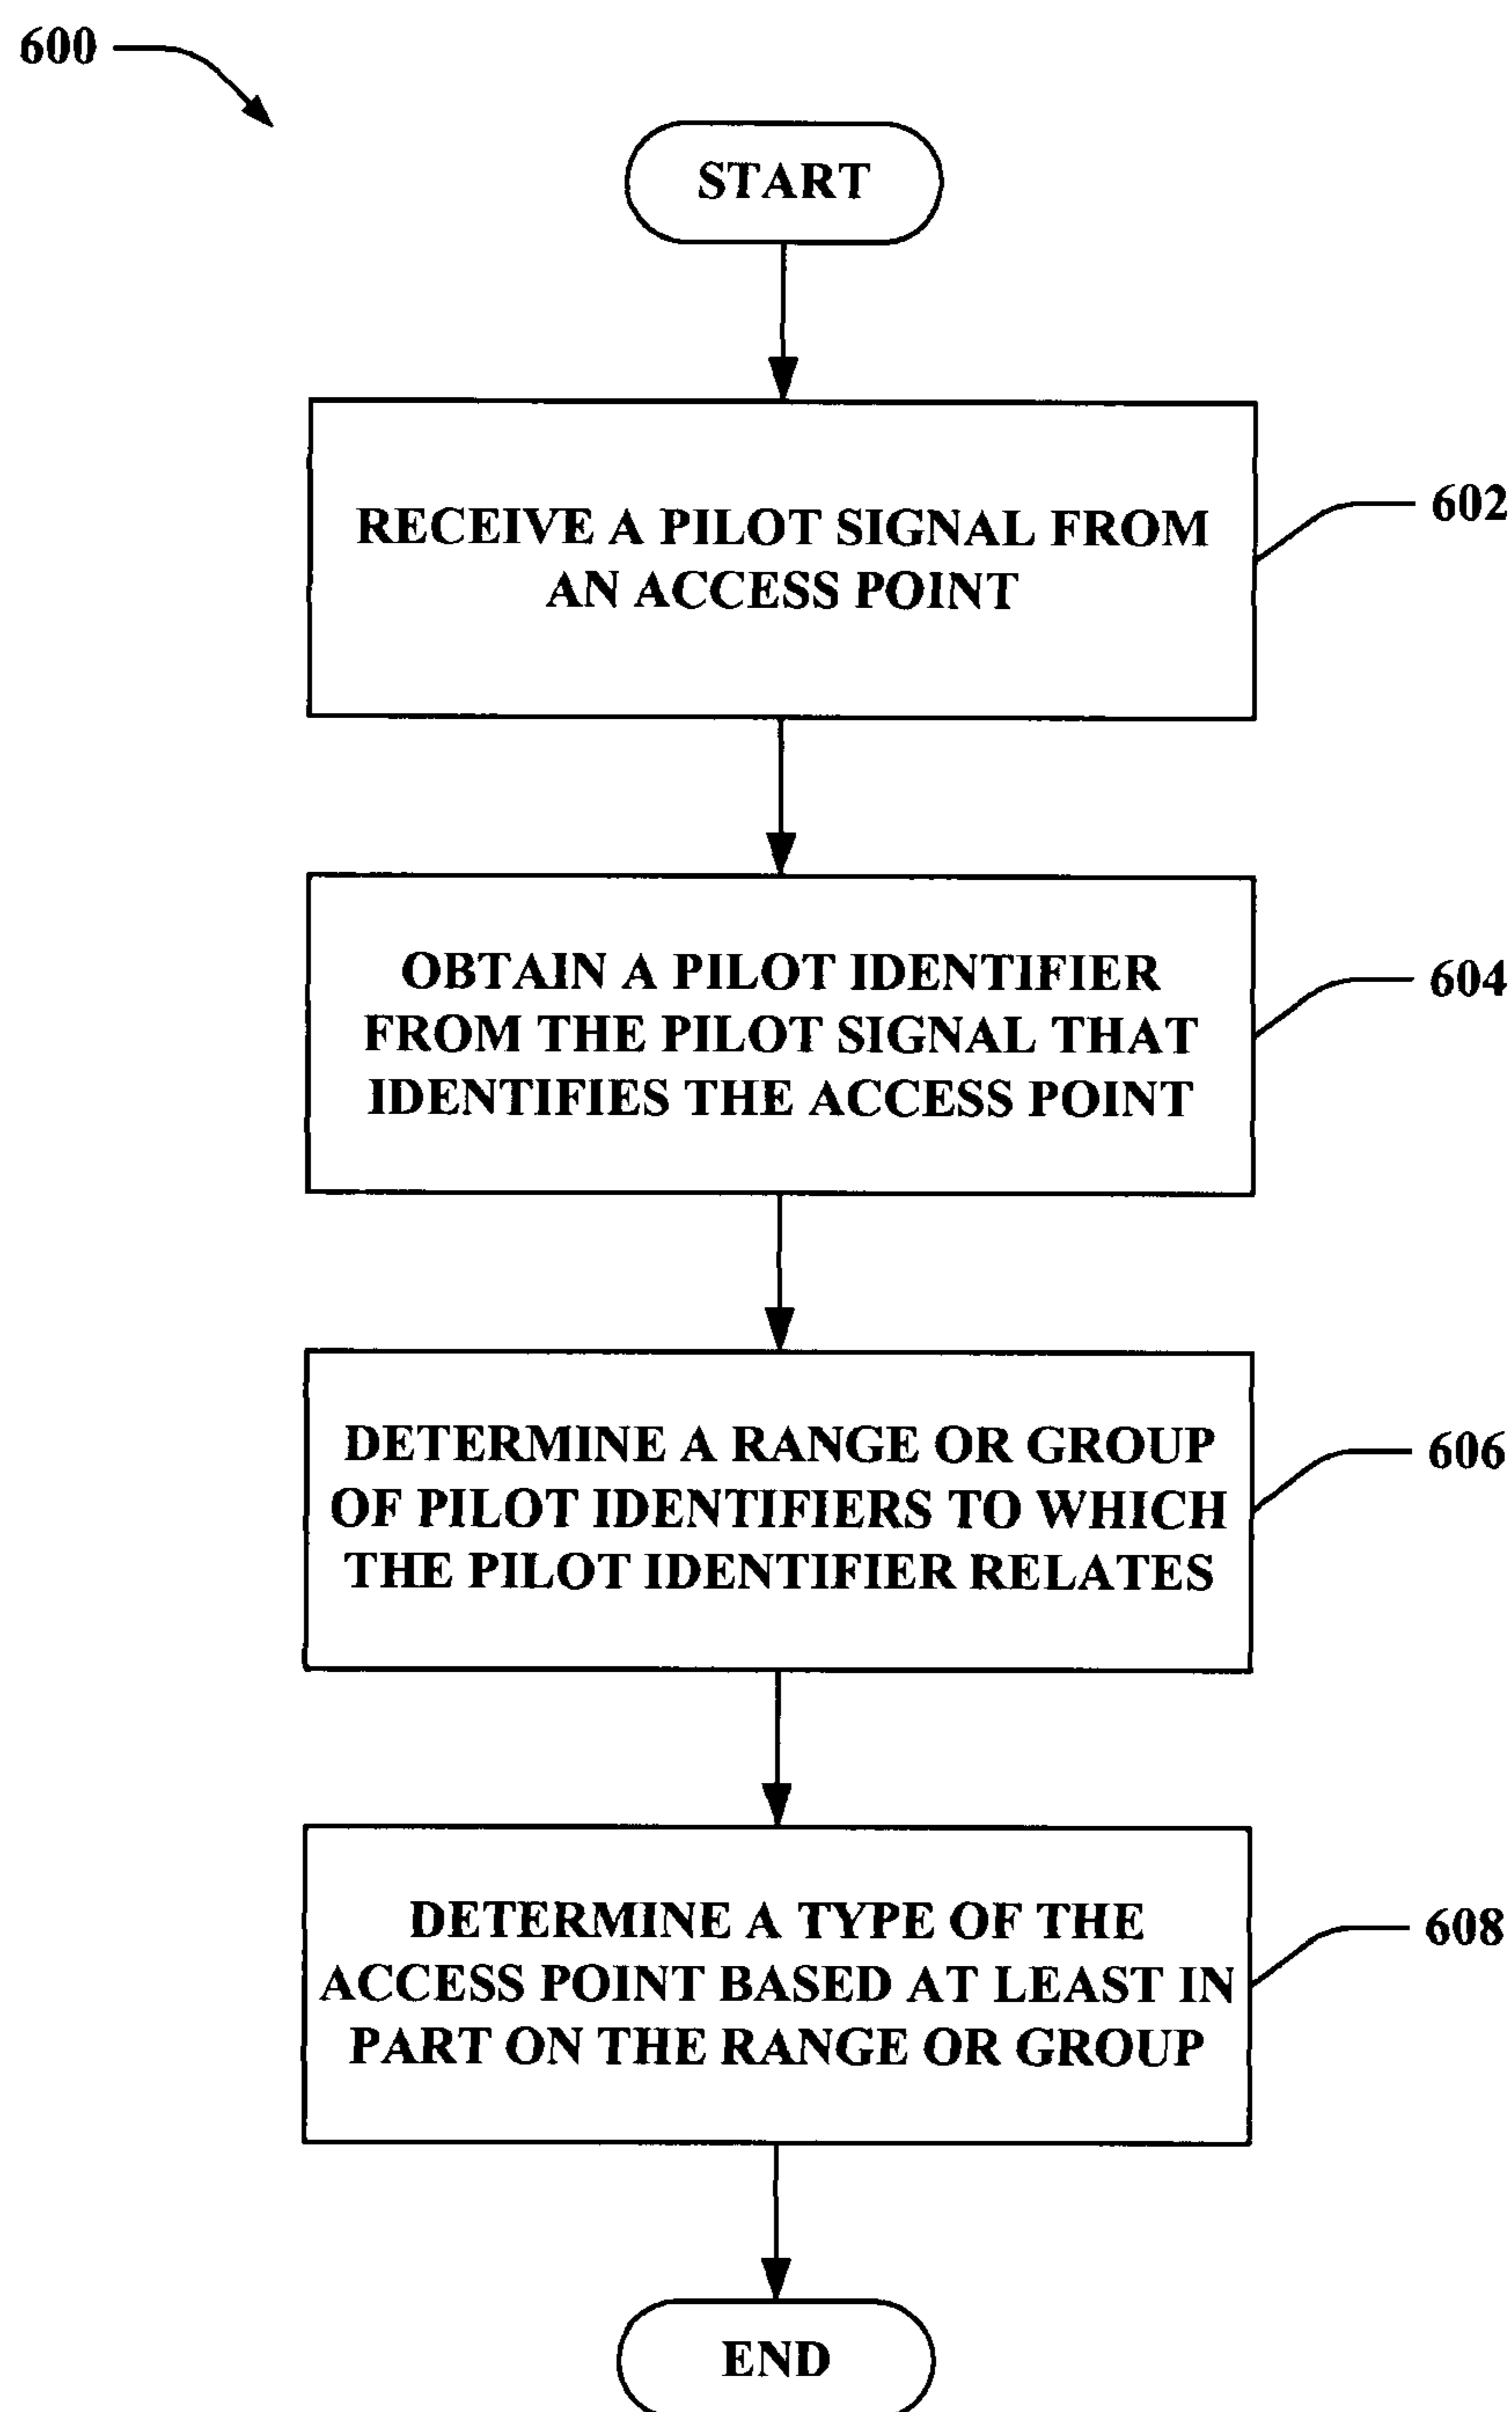 600
START
RECEIVE A PILOT SIGNAL FROM
AN ACCESS POINT
602
OBTAIN A PILOT IDENTIFIER
FROM THE PILOT SIGNAL THAT
IDENTIFIES THE ACCESS POINT
604
DETERMINE A RANGE OR GROUP
OF PILOT IDENTIFIERS TO WHICH
THE PILOT IDENTIFIER RELATES
606
DETERMINE A TYPE OF THE
ACCESS POINT BASED AT LEAST IN
PART ON THE RANGE OR GROUP
608
END